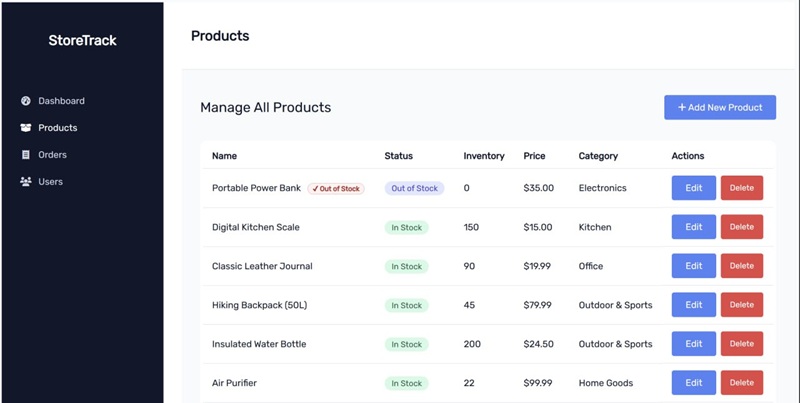 StoreTrack
Products
Dashboard
Products
Orders
Users
Manage All Products
+ Add New Product
Name Status Inventory Price Category Actions
Portable Power Bank ✓ Out of Stock Out of Stock 0 $35.00 Electronics Edit Delete
Digital Kitchen Scale In Stock 150 $15.00 Kitchen Edit Delete
Classic Leather Journal In Stock 90 $19.99 Office Edit Delete
Hiking Backpack (50L) In Stock 45 $79.99 Outdoor & Sports Edit Delete
Insulated Water Bottle In Stock 200 $24.50 Outdoor & Sports Edit Delete
Air Purifier In Stock 22 $99.99 Home Goods Edit Delete